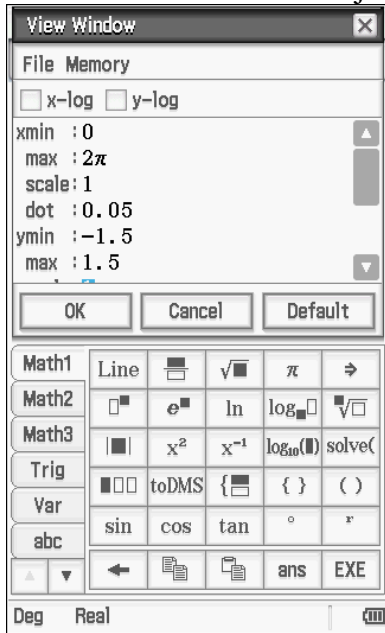 View Window
File Memory
x-log y-log
xmin :0
max :2π
scale:1
dot :0.05
ymin :-1.5
max :1.5
OK Cancel Default
Math1 Line √■ π ⇒
Math2 e■ ln log■□ ■√□
Math3 |■| x² x⁻¹ log₁₀(■) solve(
Trig ■□□ toDMS { } ( )
Var
sin cos tan ° r
abc
← ans EXE
Deg Real